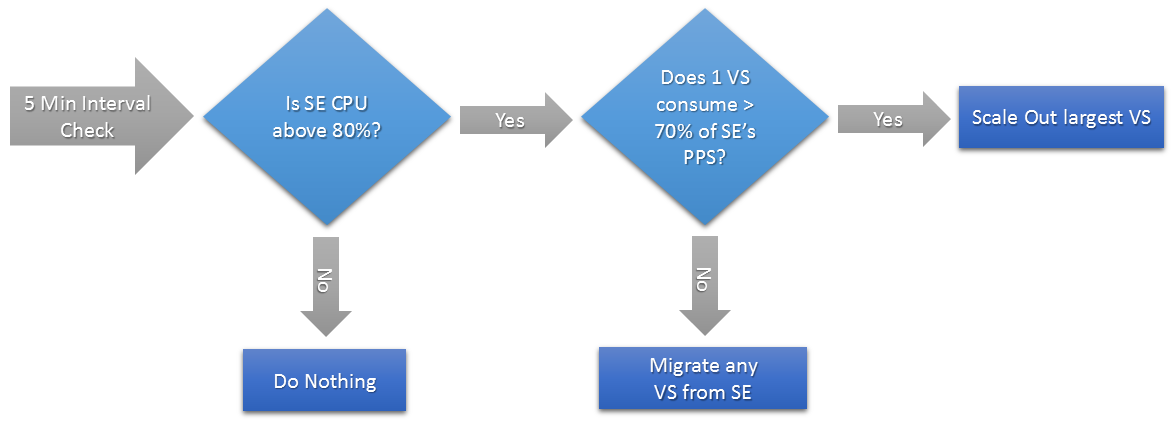 5 Min Interval
Check
Is SE CPU
above 80%?
Yes
Does 1 VS
consume >
70% of SE's
PPS?
Yes
Scale Out largest VS
No
Do Nothing
No
Migrate any
VS from SE